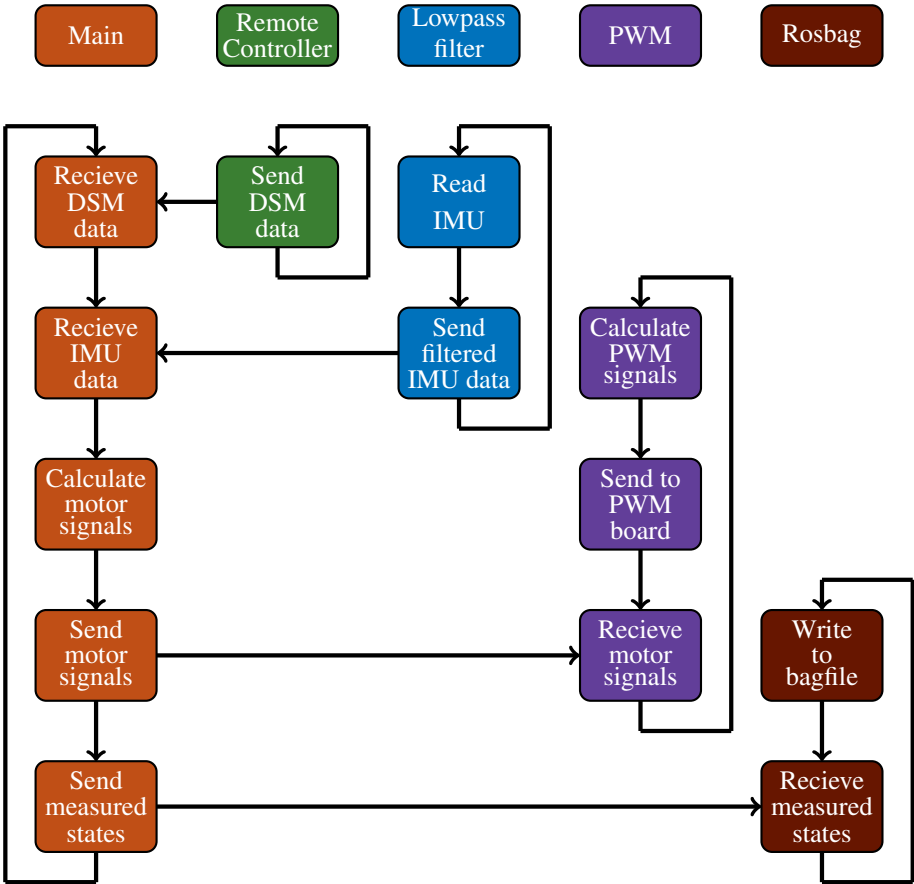 Main
Remote
Controller
Lowpass
filter
PWM
Rosbag
Recieve
DSM
data
Send
DSM
data
Read
IMU
Recieve
IMU
data
Send
filtered
IMU data
Calculate
PWM
signals
Calculate
motor
signals
Send to
PWM
board
Send
motor
signals
Recieve
motor
signals
Write
to
bagfile
Send
measured
states
Recieve
measured
states